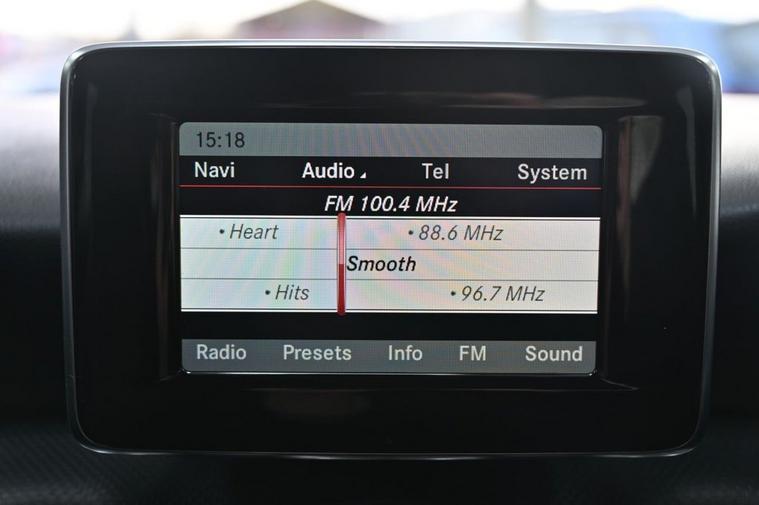 15:18
Navi Audio Tel System
FM 100.4 MHz
• Heart • 88.6 MHz
Smooth
• Hits • 96.7 MHz
Radio Presets Info FM Sound